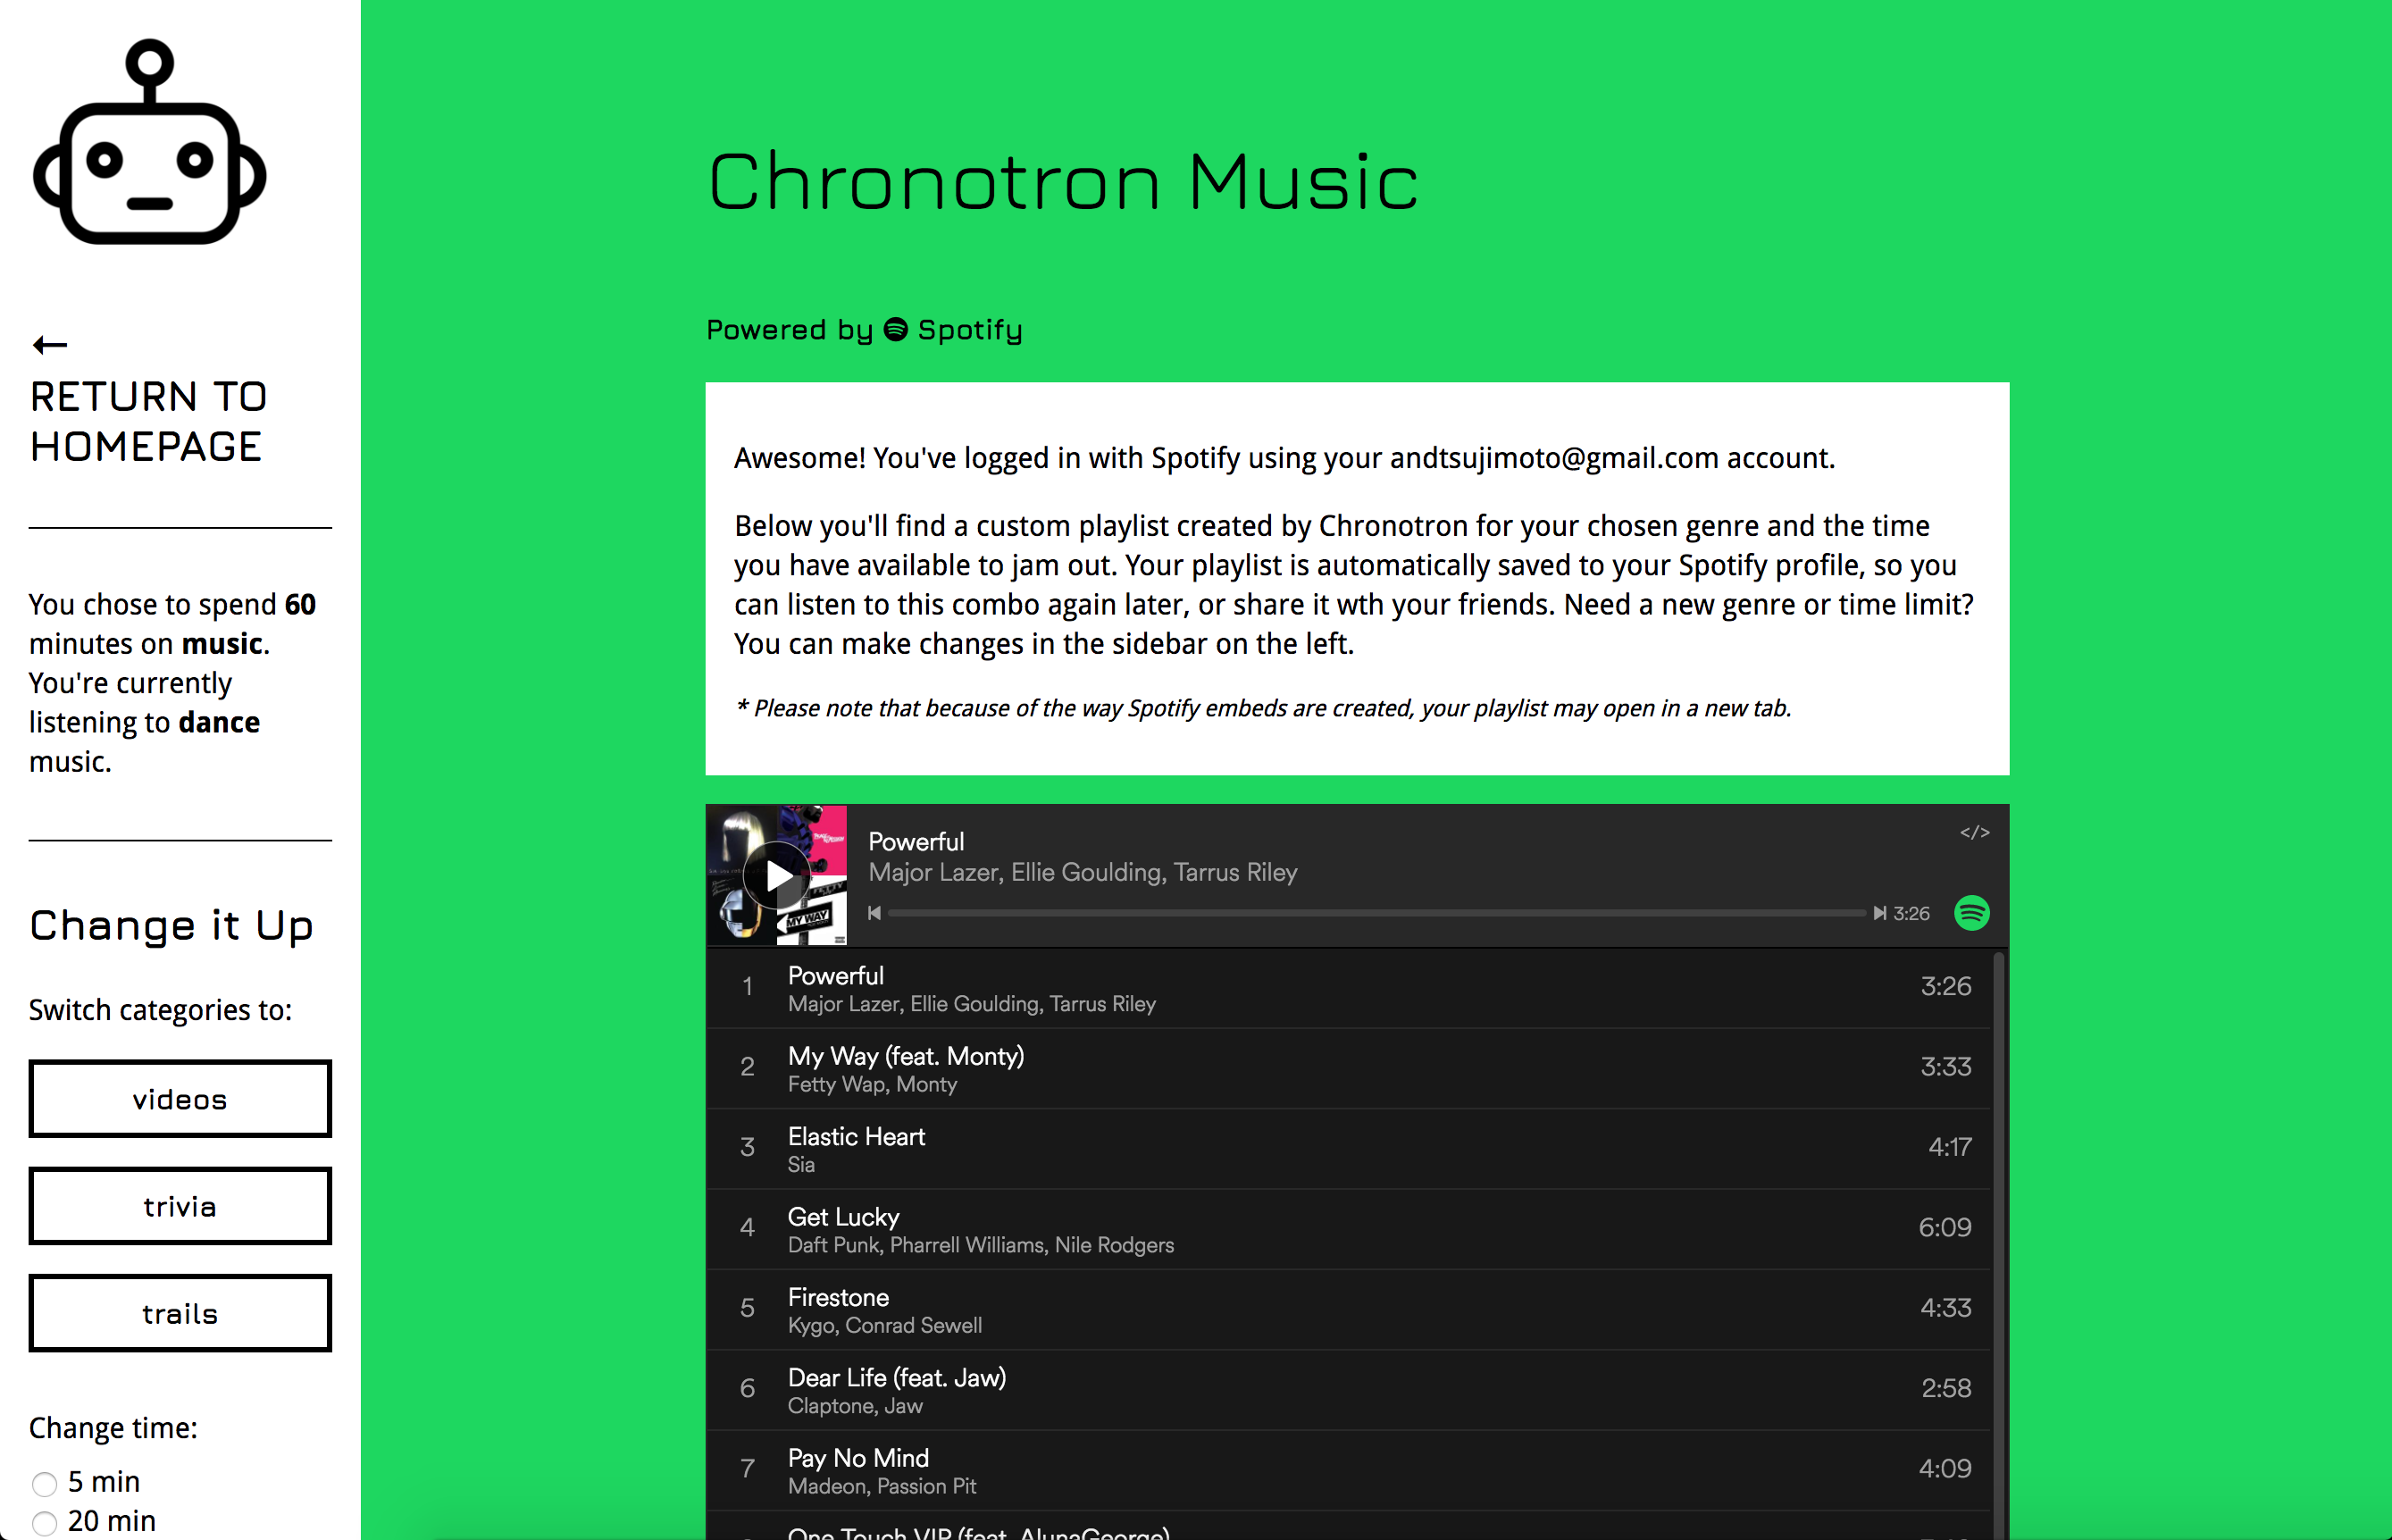 RETURN TO
HOMEPAGE
You chose to spend 60
minutes on music.
You're currently
listening to dance
music.
Change it Up
Switch categories to:
videos
trivia
trails
Change time:
5 min
20 min
Chronotron Music
Powered by Spotify
Awesome! You've logged in with Spotify using your andtsujimoto@gmail.com account.
Below you'll find a custom playlist created by Chronotron for your chosen genre and the time
you have available to jam out. Your playlist is automatically saved to your Spotify profile, so you
can listen to this combo again later, or share it wth your friends. Need a new genre or time limit?
You can make changes in the sidebar on the left.
* Please note that because of the way Spotify embeds are created, your playlist may open in a new tab.
MY WAY
Powerful
</>
Major Lazer, Ellie Goulding, Tarrus Riley
3:26
1 Powerful 3:26
Major Lazer, Ellie Goulding, Tarrus Riley
2 My Way (feat. Monty) 3:33
Fetty Wap, Monty
3 Elastic Heart 4:17
Sia
4 Get Lucky 6:09
Daft Punk, Pharrell Williams, Nile Rodgers
5 Firestone 4:33
Kygo, Conrad Sewell
6 Dear Life (feat. Jaw) 2:58
Claptone, Jaw
7 Pay No Mind 4:09
Madeon, Passion Pit
One Touch VIP (feat. AlunaGeorge)